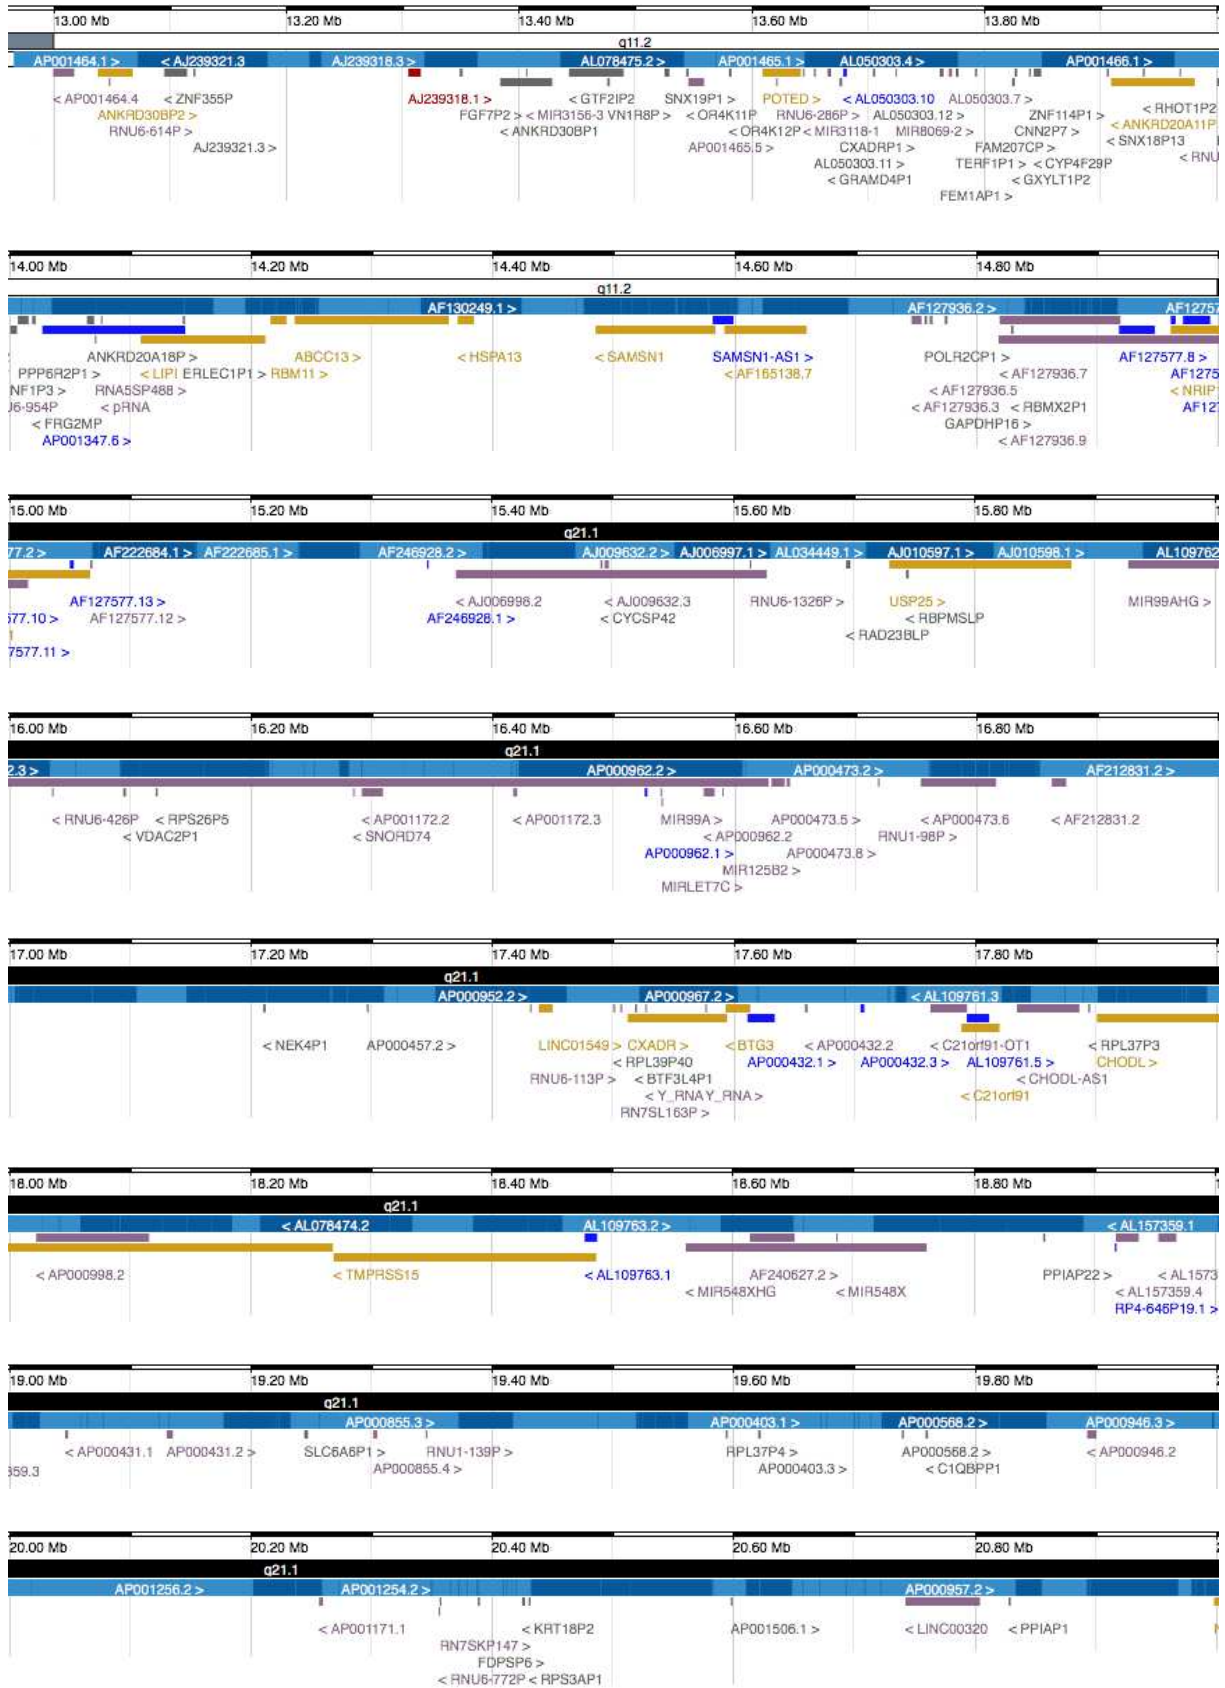 13.00 Mb 13.20 Mb 13.40 Mb 13.60 Mb 13.80 Mb
q11.2
AP001464.1 > < AJ239321.3 AJ239318.3 > AL078475.2 > AP001465.1 > AL050303.4 > AP001466.1 >
< AP001464.4 < ZNF355P AJ239318.1 > < GTF2IP2 SNX19P1 > POTED > < AL050303.10 AL050303.7 > < RHOT1P2
ANKRD30BP2 > FGF7P2 > < MIR3156-3 VN1R8P > < OR4K11P RNU6-286P > AL050303.12 > ZNF114P1 > < ANKRD20A11P
RNU6-614P > < ANKRD30BP1 < OR4K12P < MIR3118-1 MIR8069-2 > CNN2P7 > < SNX18P13
AJ239321.3 > AP001465.5 > CXADRP1 > FAM207CP > < RNU
AL050303.11 > TERF1P1 > < CYP4F29P
< GRAMD4P1 < GXYLT1P2
FEM1AP1 >
14.00 Mb 14.20 Mb 14.40 Mb 14.60 Mb 14.80 Mb
q11.2
AF130249.1 > AF127936.2 > AF12757
ANKRD20A18P > ABCC13 > < HSPA13 < SAMSN1 SAMSN1-AS1 > POLR2CP1 > AF127577.8 >
PPP6R2P1 > < LIPI ERLEC1P1 > RBM11 > < AF165138.7 < AF127936.7 AF1275
NF1P3 > RNA5SP488 > < AF127936.5 < NRIP1
J6-954P < pRNA < AF127936.3 < RBMX2P1 AF127
< FRG2MP GAPDHP16 >
AP001347.6 > < AF127936.9
15.00 Mb 15.20 Mb 15.40 Mb 15.60 Mb 15.80 Mb
q21.1
77.2 > AF222684.1 > AF222685.1 > AF246928.2 > AJ009632.2 > AJ006997.1 > AL034449.1 > AJ010597.1 > AJ010598.1 > AL109762
AF127577.13 > < AJ006998.2 < AJ009632.3 RNU6-1326P > USP25 > MIR99AHG >
577.10 > AF127577.12 > AF246928.1 > < CYCSP42 < RBPMSLP
< RAD23BLP
7577.11 >
16.00 Mb 16.20 Mb 16.40 Mb 16.60 Mb 16.80 Mb
q21.1
2.3 > AP000962.2 > AP000473.2 > AF212831.2 >
< RNU6-426P < RPS26P5 < AP001172.2 < AP001172.3 MIR99A > AP000473.5 > < AP000473.6 < AF212831.2
< VDAC2P1 < SNORD74 < AP000962.2 RNU1-98P >
AP000962.1 > AP000473.8 >
MIR125B2 >
MIRLET7C >
17.00 Mb 17.20 Mb 17.40 Mb 17.60 Mb 17.80 Mb
q21.1
AP000952.2 > AP000967.2 > < AL109761.3
< NEK4P1 AP000457.2 > LINC01549 > CXADR > < BTG3 < AP000432.2 < C21orf91-OT1 < RPL37P3
< RPL39P40 AP000432.1 > AP000432.3 > AL109761.5 > CHODL >
RNU6-113P > < BTF3L4P1 < CHODL-AS1
< Y_RNA Y_RNA > < C21orf91
RN7SL163P >
18.00 Mb 18.20 Mb 18.40 Mb 18.60 Mb 18.80 Mb
q21.1
< AL078474.2 AL109763.2 > < AL157359.1
< AP000998.2 < TMPRSS15 < AL109763.1 AF240627.2 > PPIAP22 > < AL1573
< MIR548XHG < MIR548X < AL157359.4
RP4-646P19.1 >
19.00 Mb 19.20 Mb 19.40 Mb 19.60 Mb 19.80 Mb
q21.1
AP000855.3 > AP000403.1 > AP000568.2 > AP000946.3 >
< AP000431.1 AP000431.2 > SLC6A6P1 > RNU1-139P > RPL37P4 > AP000568.2 > < AP000946.2
359.3 AP000855.4 > AP000403.3 > < C1QBPP1
20.00 Mb 20.20 Mb 20.40 Mb 20.60 Mb 20.80 Mb
q21.1
AP001256.2 > AP001254.2 > AP000957.2 >
< AP001171.1 < KRT18P2 AP001506.1 > < LINC00320 < PPIAP1
RN7SKP147 >
FDPSP6 >
< RNU6-772P < RPS3AP1